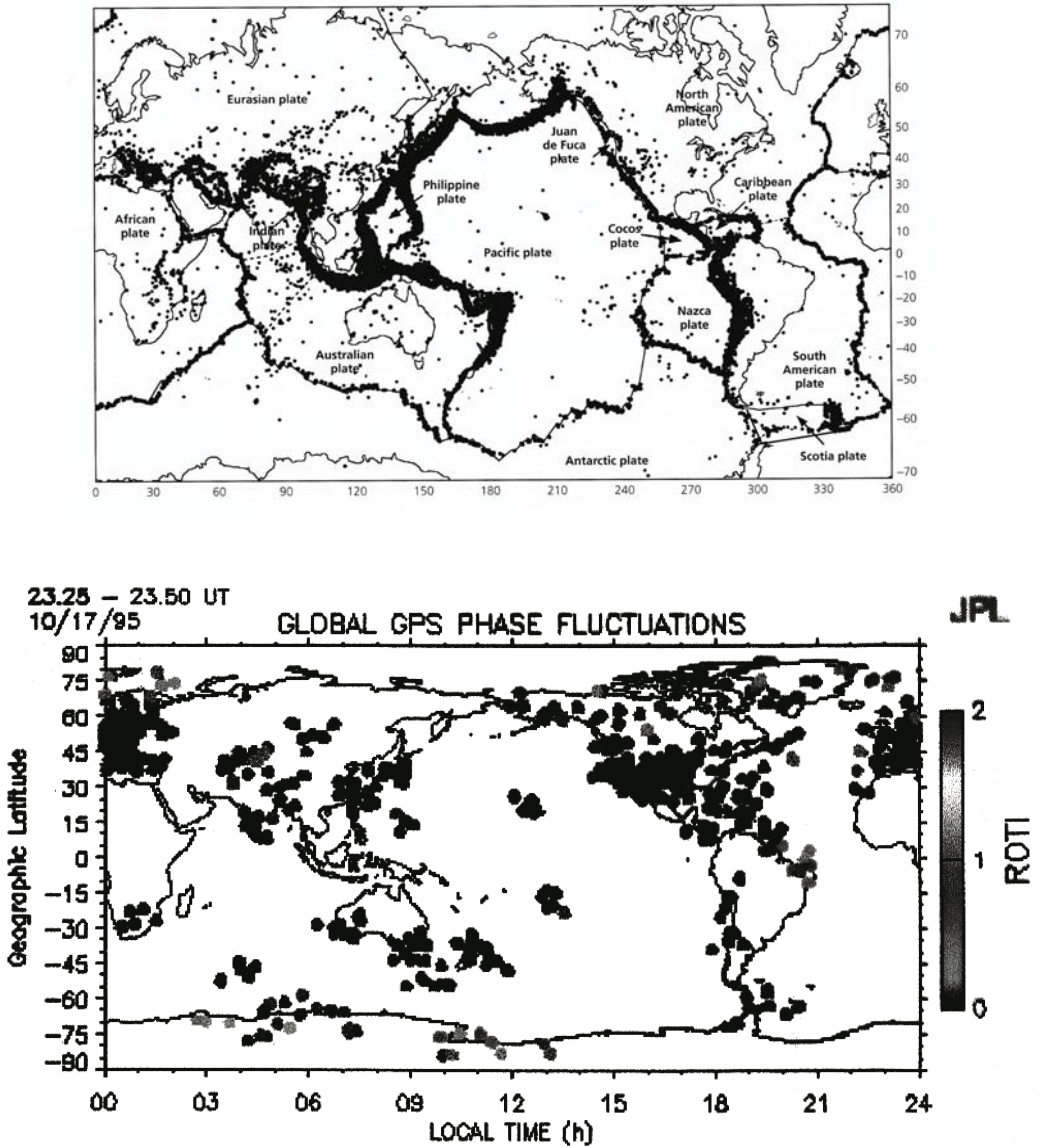 70
60
50
40
30
20
10
0
–10
–20
–30
–40
–50
–60
–70
Eurasian plate
North
American
plate
Juan
de Fuca
plate
Philippine
plate
Caribbean
plate
African
plate
Indian
plate
Cocos
plate
Pacific plate
Nazca
plate
Australian
plate
South
American
plate
Antarctic plate
Scotia plate
0 30 60 90 120 150 180 210 240 270 300 330 360
23.25 – 23.50 UT
10/17/95
GLOBAL GPS PHASE FLUCTUATIONS
JPL
Geographic Latitude
90
75
60
45
30
15
0
−15
−30
−45
−60
−75
−90
2
1
0
ROTI
00 03 06 09 12 15 18 21 24
LOCAL TIME (h)